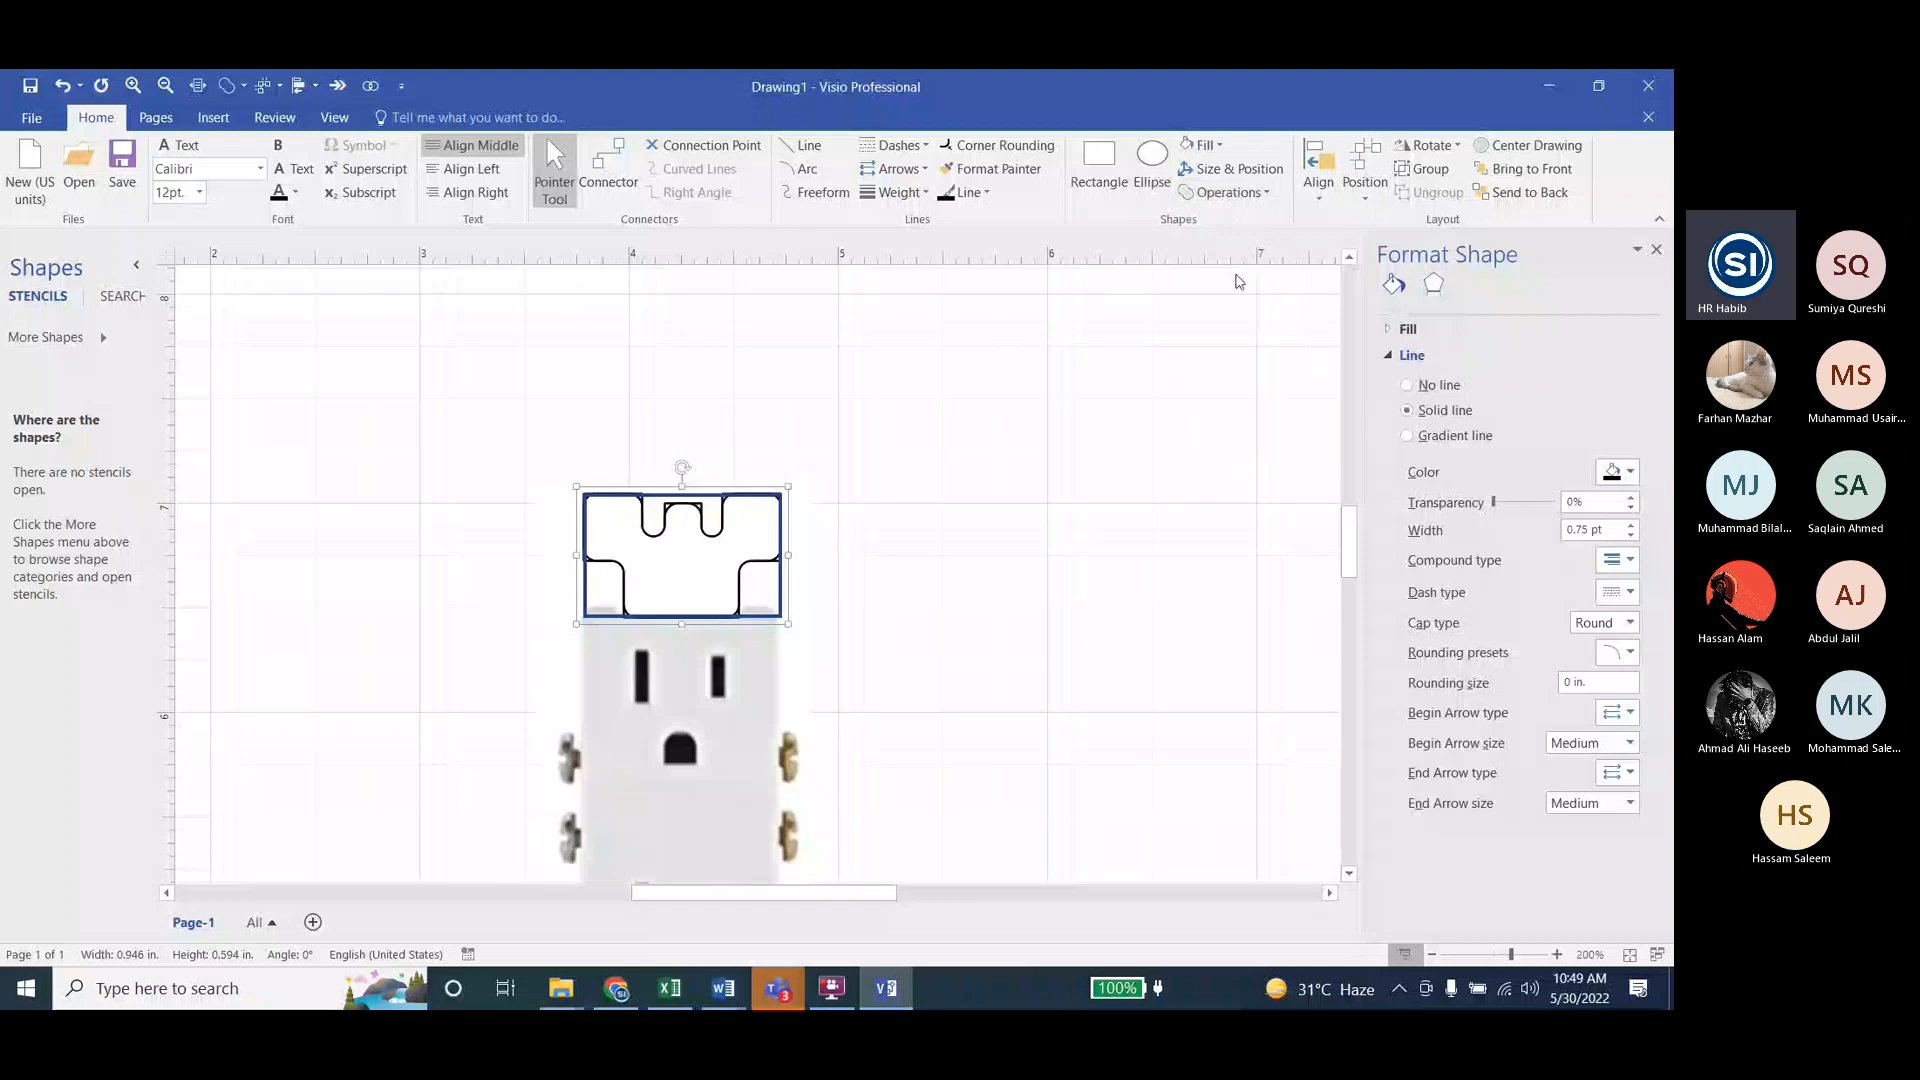 Drawing1 - Visio Professional
File
Home
Pages
Insert
Review
View
Tell me what you want to do...
New (US units)
Open
Save
Files
A Text
Calibri
12pt.
B
A Text
A
Font
Symbol
x² Superscript
x₂ Subscript
Align Middle
Align Left
Align Right
Text
Pointer Tool
Connector
Connection Point
Curved Lines
Right Angle
Connectors
Line
Arc
Freeform
Dashes
Arrows
Weight
Corner Rounding
Format Painter
Line
Lines
Rectangle
Ellipse
Fill
Size & Position
Operations
Shapes
Align
Position
Rotate
Group
Ungroup
Center Drawing
Bring to Front
Send to Back
Layout
Shapes
STENCILS
SEARCH
More Shapes
Where are the
shapes?
There are no stencils
open.
Click the More
Shapes menu above
to browse shape
categories and open
stencils.
2
3
4
5
6
7
8
7
6
Format Shape
Fill
Line
No line
Solid line
Gradient line
Color
Transparency
0%
Width
0.75 pt
Compound type
Dash type
Cap type
Round
Rounding presets
Rounding size
0 in.
Begin Arrow type
Begin Arrow size
Medium
End Arrow type
End Arrow size
Medium
Page-1
All
Page 1 of 1
Width: 0.946 in.
Height: 0.594 in.
Angle: 0°
English (United States)
200%
Type here to search
3
100%
31°C Haze
10:49 AM
5/30/2022
SI
HR Habib
SQ
Sumiya Qureshi
Farhan Mazhar
MS
Muhammad Usair...
MJ
Muhammad Bilal...
SA
Saqlain Ahmed
Hassan Alam
AJ
Abdul Jalil
Ahmad Ali Haseeb
MK
Mohammad Sale...
HS
Hassam Saleem